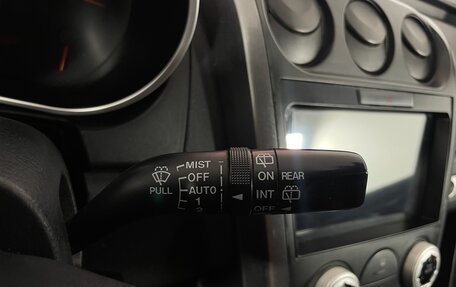 MIST
OFF
ON REAR
PULL
AUTO
INT
1
2
OFF